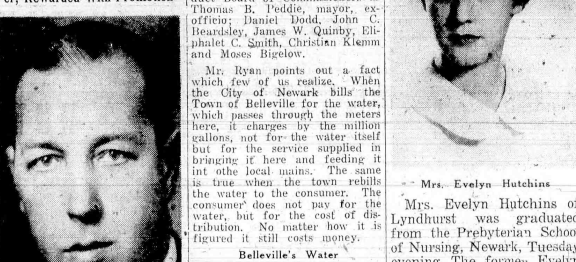 Thomas B. Peddie, mayor, ex-
officio; Daniel Dodd, John C.
Beardsley, James W. Quinby, Eli-
phalet C. Smith, Christian Klemm
and Moses Bigelow.
Mr. Ryan points out a fact
which few of us realize. When
the City of Newark bills the
Town of Belleville for the water,
which passes through the meters
here, it charges by the million
gallons, not for the water itself
but for the service supplied in
bringing if here and feeding it
int othe local mains. The same
is true when the town rebills
the water to the consumer. The
consumer does not pay for the
water, but for the cost of dis-
tribution. No matter how it is
figured it still costs money.
Belleville's Water
Mrs. Evelyn Hutchins
Mrs. Evelyn Hutchins of
Lyndhurst was graduated
from the Prebyterian School
of Nursing, Newark, Tuesday
evening. The former Evelyn